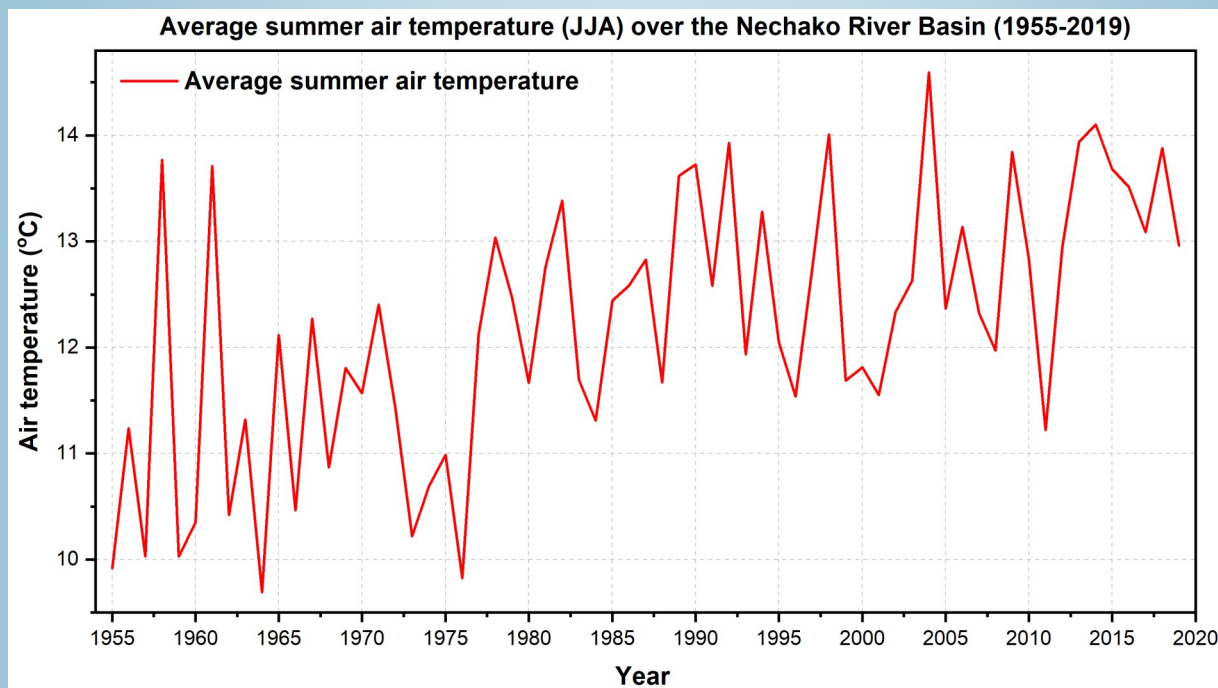 Average summer air temperature (JJA) over the Nechako River Basin (1955-2019)
Average summer air temperature
Air temperature (°C)
14
13
12
11
10
1955 1960 1965 1970 1975 1980 1985 1990 1995 2000 2005 2010 2015 2020
Year